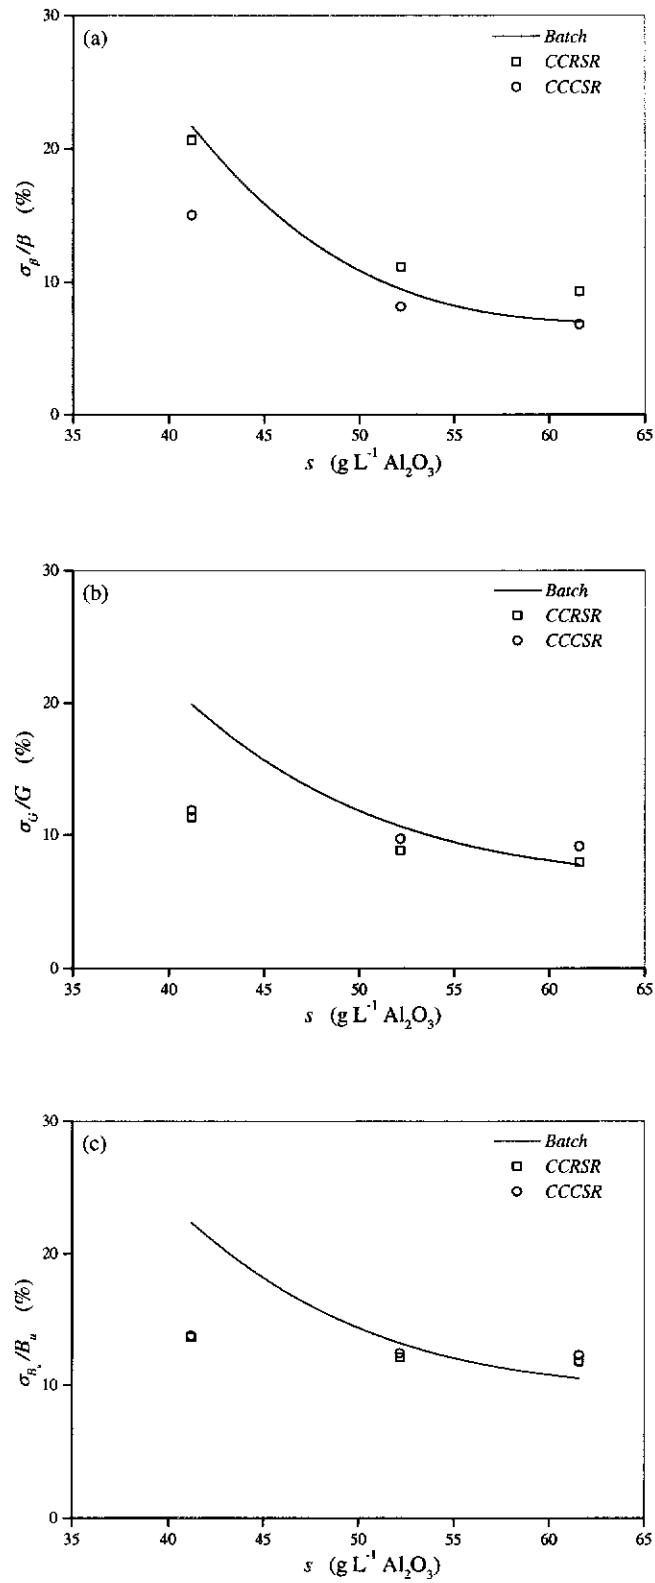 (a)
Batch
CCRSR
CCCSR
30
20
10
0
σβ/β (%)
35 40 45 50 55 60 65
s (g L⁻¹ Al₂O₃)
(b)
Batch
CCRSR
CCCSR
30
20
10
0
σG/G (%)
35 40 45 50 55 60 65
s (g L⁻¹ Al₂O₃)
(c)
Batch
CCRSR
CCCSR
30
20
10
0
σBᵤ/Bᵤ (%)
35 40 45 50 55 60 65
s (g L⁻¹ Al₂O₃)